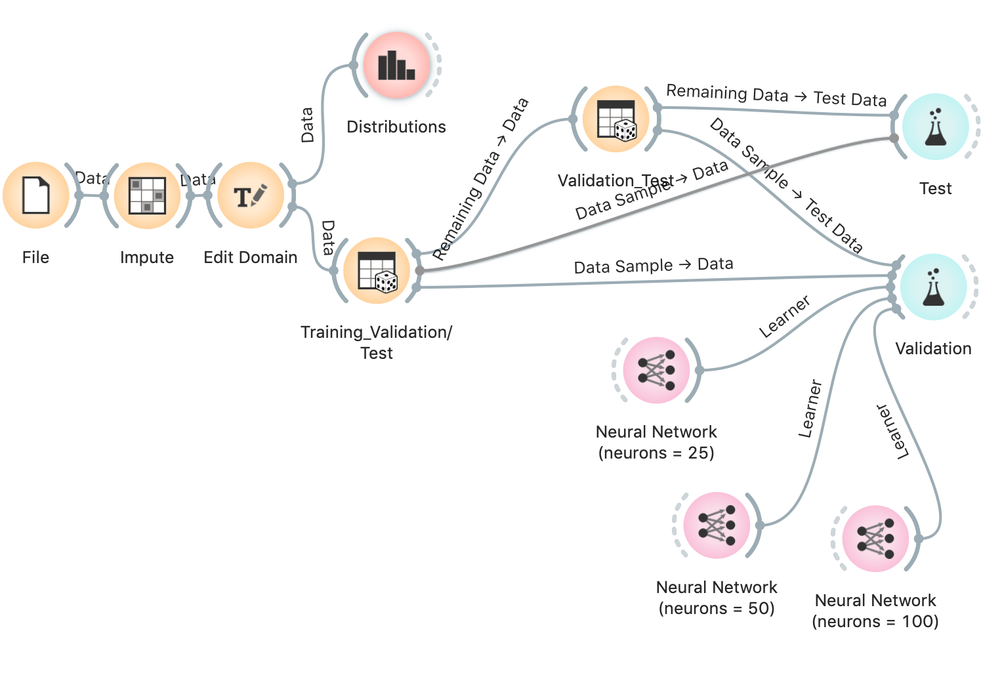 Distributions
Data
Remaining Data → Data
Remaining Data → Test Data
Data Sample → Test Data
Validation_Test
Data Sample → Data
Test
Data
Data
File
Impute
Edit Domain
Data
Training_Validation/
Test
Data Sample → Data
Validation
Learner
Neural Network
(neurons = 25)
Learner
Learner
Neural Network
(neurons = 50)
Neural Network
(neurons = 100)
T